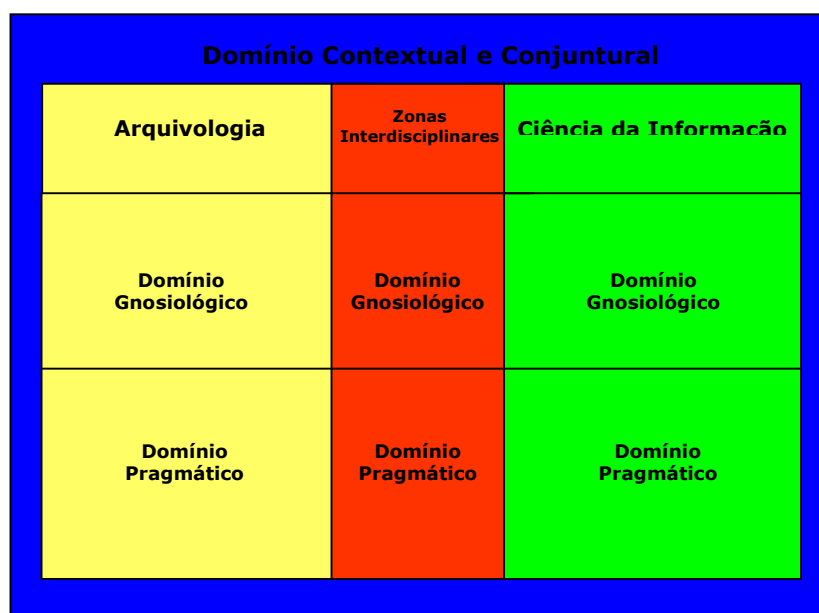 Domínio Contextual e Conjuntural
Arquivologia
Zonas
Interdisciplinares
Ciência da Informação
Domínio
Gnosiológico
Domínio
Gnosiológico
Domínio
Gnosiológico
Domínio
Pragmático
Domínio
Pragmático
Domínio
Pragmático